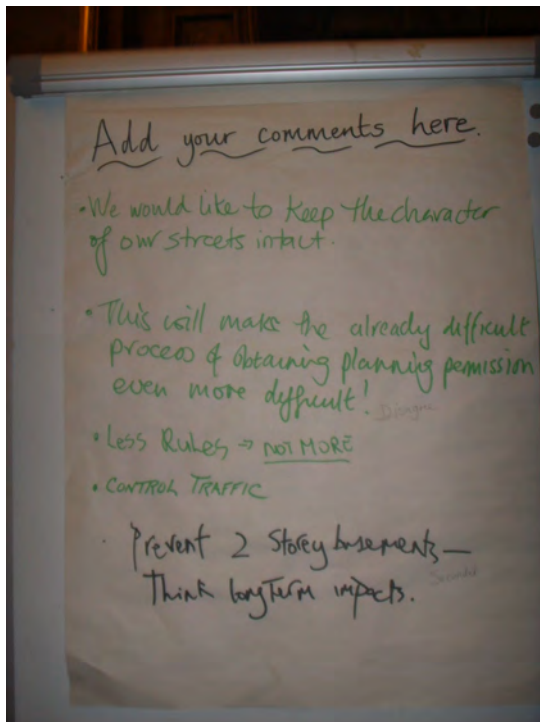 Add your comments here.
• We would like to keep the character
of our streets intact.
• This will make the already difficult
process of obtaining planning permission
even more difficult!
Disagree
• Less Rules → NOT MORE
• CONTROL TRAFFIC
• Prevent 2 Storey basements —
Think long Term impacts.